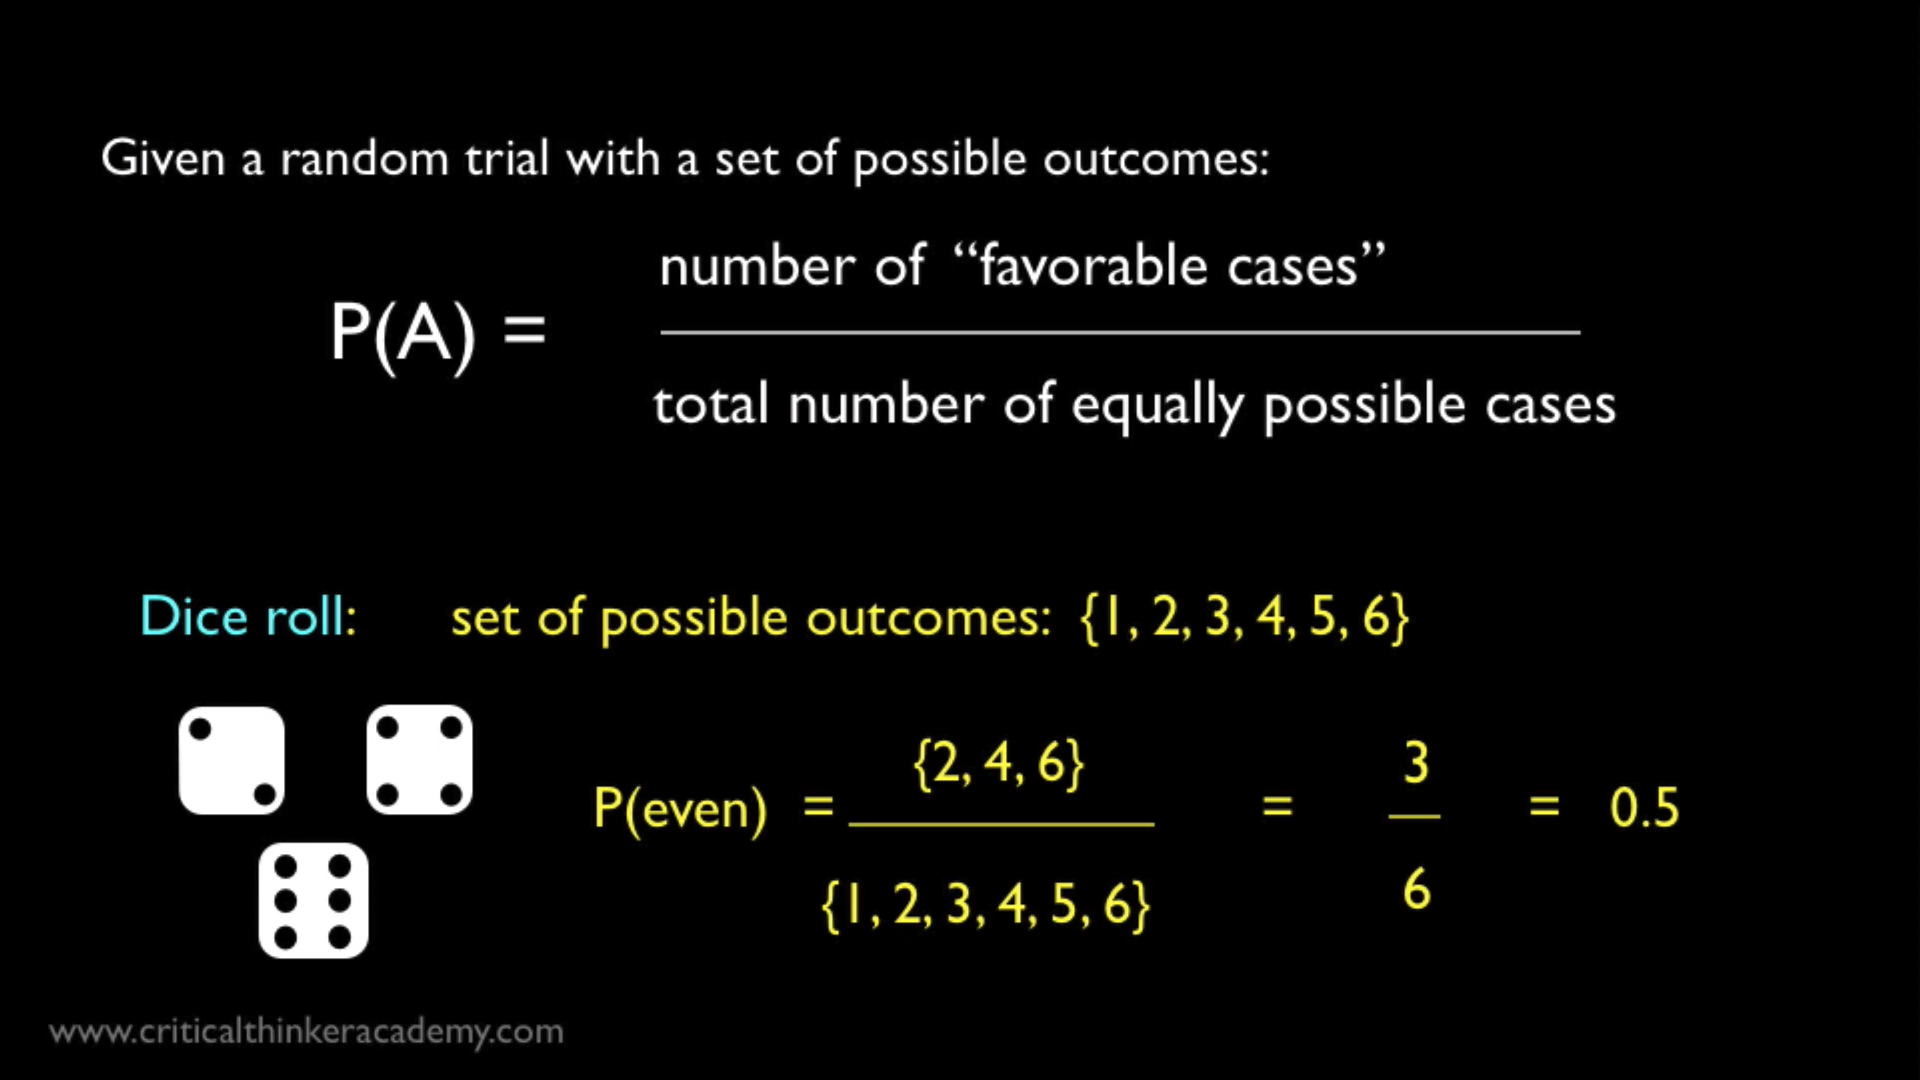 Given a random trial with a set of possible outcomes:
number of “favorable cases”
P(A) =
total number of equally possible cases
Dice roll: set of possible outcomes: {1, 2, 3, 4, 5, 6}
{2, 4, 6} 3
P(even) = = = 0.5
{1, 2, 3, 4, 5, 6} 6
www.criticalthinkeracademy.com